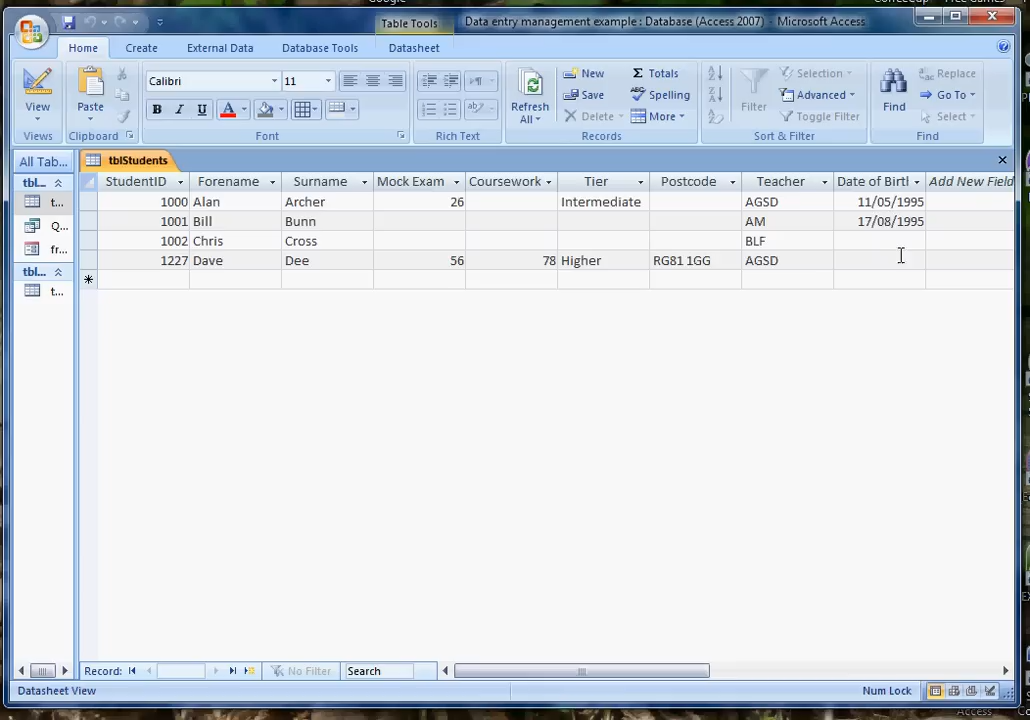 Table Tools
Data entry management example : Database (Access 2007) - Microsoft Access
Home Create External Data Database Tools Datasheet
View
Views
Paste
Clipboard
Calibri 11
B I U A
Font
Rich Text
Refresh
All
New
Save
Delete
Totals
Spelling
More
Records
Filter
Selection
Advanced
Toggle Filter
Sort & Filter
Find
Replace
Go To
Select
Find
All Tab...
tbl...
t...
Q...
fr...
tbl...
t...
tblStudents
StudentID Forename Surname Mock Exam Coursework Tier Postcode Teacher Date of Birtl Add New Field
1000 Alan Archer 26 Intermediate AGSD 11/05/1995
1001 Bill Bunn AM 17/08/1995
1002 Chris Cross BLF
1227 Dave Dee 56 78 Higher RG81 1GG AGSD
Record: No Filter Search
Datasheet View Num Lock